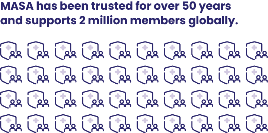 MASA has been trusted for over 50 years
and supports 2 million members globally.